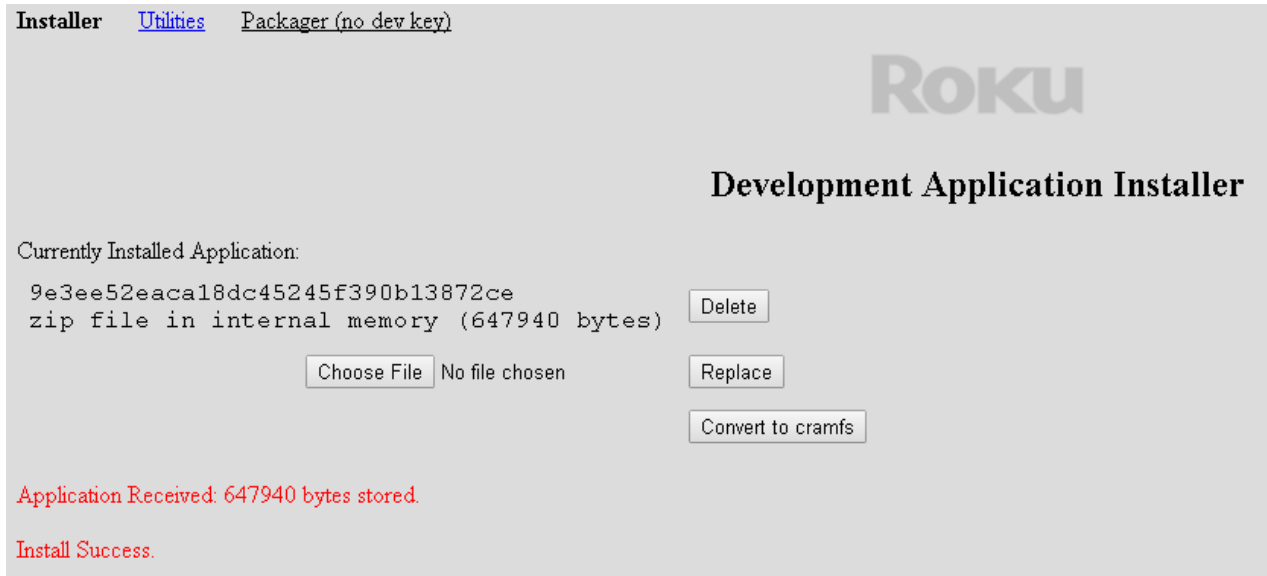 Installer Utilities Packager (no dev key)
ROKU
Development Application Installer
Currently Installed Application:
9e3ee52eaca18dc45245f390b13872ce
zip file in internal memory (647940 bytes)
Delete
Choose File No file chosen Replace
Convert to cramfs
Application Received: 647940 bytes stored.
Install Success.